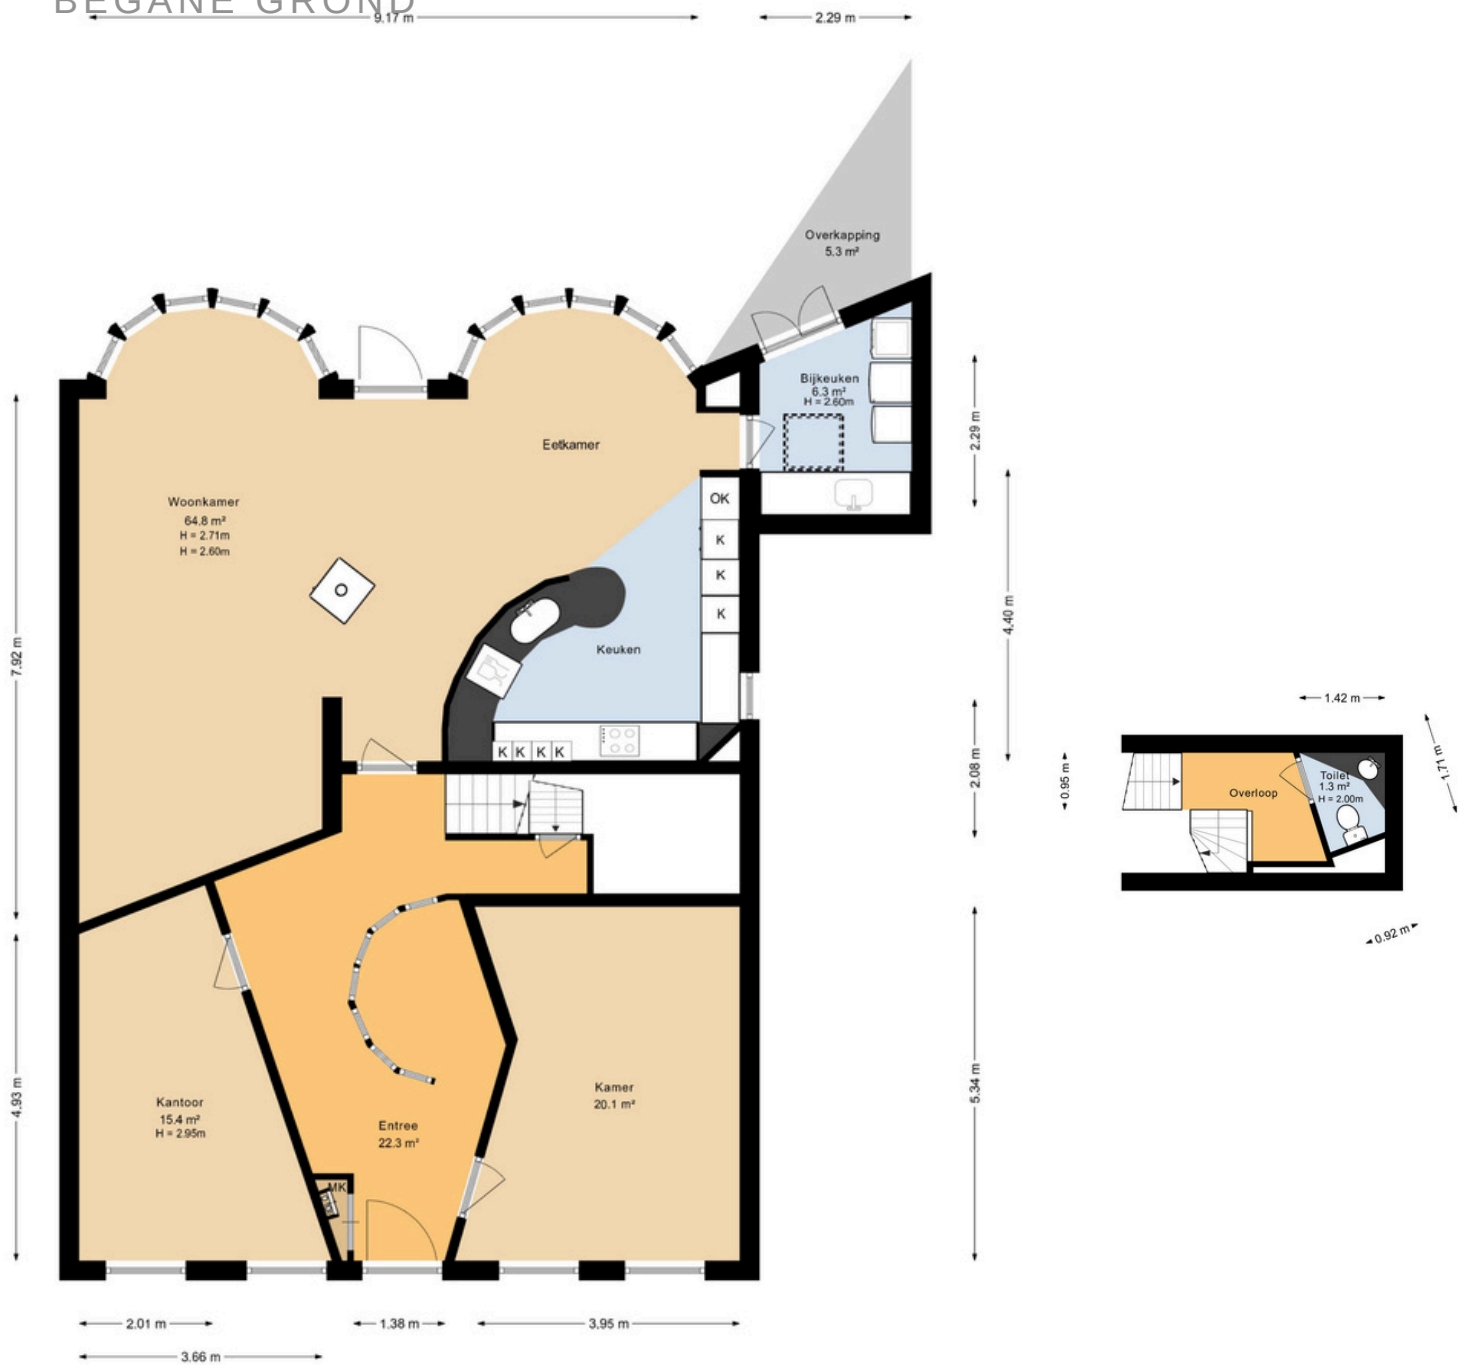 BEGANE GROND
9.17 m
2.29 m
Overkapping
5.3 m²
Bijkeuken
6.3 m²
H = 2.60m
2.29 m
Eetkamer
Woonkamer
64.8 m²
H = 2.71m
H = 2.60m
OK
K
K
K
4.40 m
7.92 m
Keuken
K K K K
2.08 m
1.42 m
1.71 m
0.95 m
Toilet
1.3 m²
H = 2.00m
Overloop
0.92 m
4.93 m
5.34 m
Kantoor
15.4 m²
H = 2.95m
Entree
22.3 m²
Kamer
20.1 m²
MK
2.01 m
1.38 m
3.95 m
3.66 m